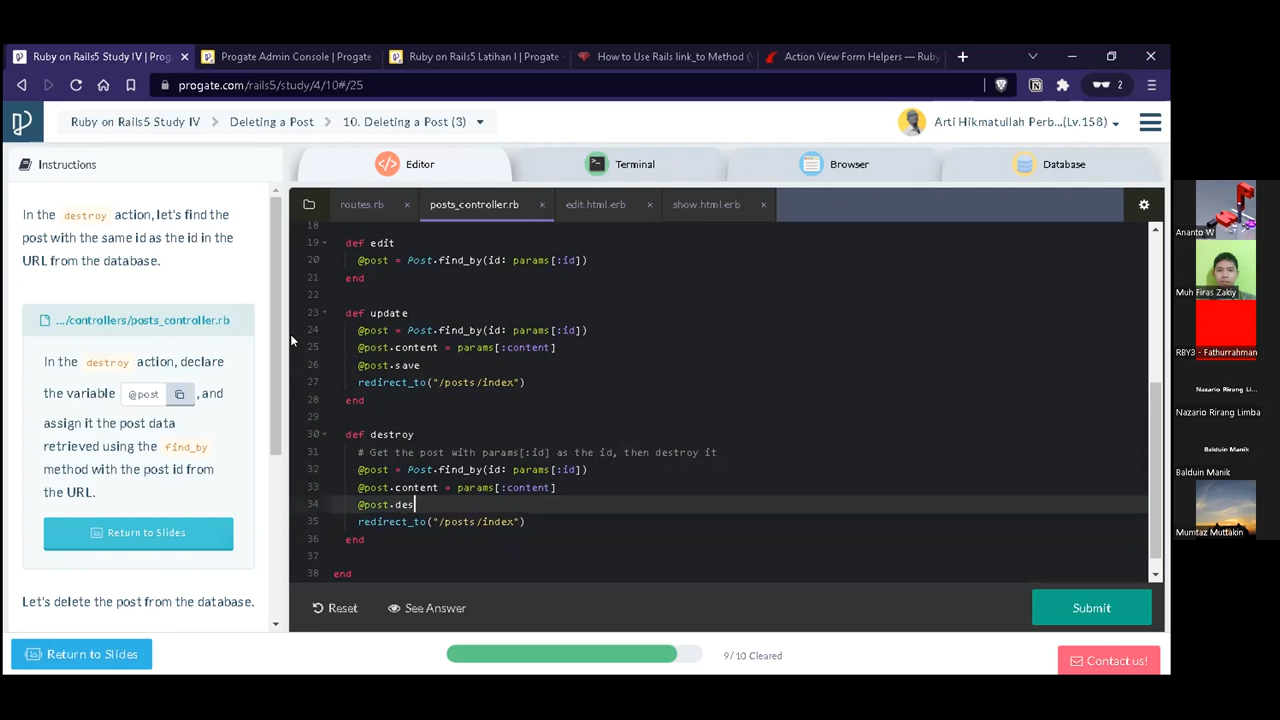 Ruby on Rails5 Study IV | Prog
Progate Admin Console | Progate
Ruby on Rails5 Latihan I | Progate
How to Use Rails link_to Method (
Action View Form Helpers — Ruby
progate.com/rails5/study/4/10#/25
2
Ruby on Rails5 Study IV
Deleting a Post
10. Deleting a Post (3)
Arti Hikmatullah Perb...(Lv.158)
Instructions
Editor
Terminal
Browser
Database
In the destroy action, let's find the
post with the same id as the id in the
URL from the database.
.../controllers/posts_controller.rb
In the destroy action, declare
the variable @post , and
assign it the post data
retrieved using the find_by
method with the post id from
the URL.
Return to Slides
Let's delete the post from the database.
routes.rb
posts_controller.rb
edit.html.erb
show.html.erb
18
19 def edit
20 @post = Post.find_by(id: params[:id])
21 end
22
23 def update
24 @post = Post.find_by(id: params[:id])
25 @post.content = params[:content]
26 @post.save
27 redirect_to("/posts/index")
28 end
29
30 def destroy
31 # Get the post with params[:id] as the id, then destroy it
32 @post = Post.find_by(id: params[:id])
33 @post.content = params[:content]
34 @post.des
35 redirect_to("/posts/index")
36 end
37
38 end
Reset
See Answer
Submit
Return to Slides
9/10 Cleared
Contact us!
Ananto W
Muh Firas Zakiy
RBY3 - Fathurrahman
Nazario Rirang Li...
Nazario Rirang Limba
Balduin Manik
Balduin Manik
Mumtaz Muttakin